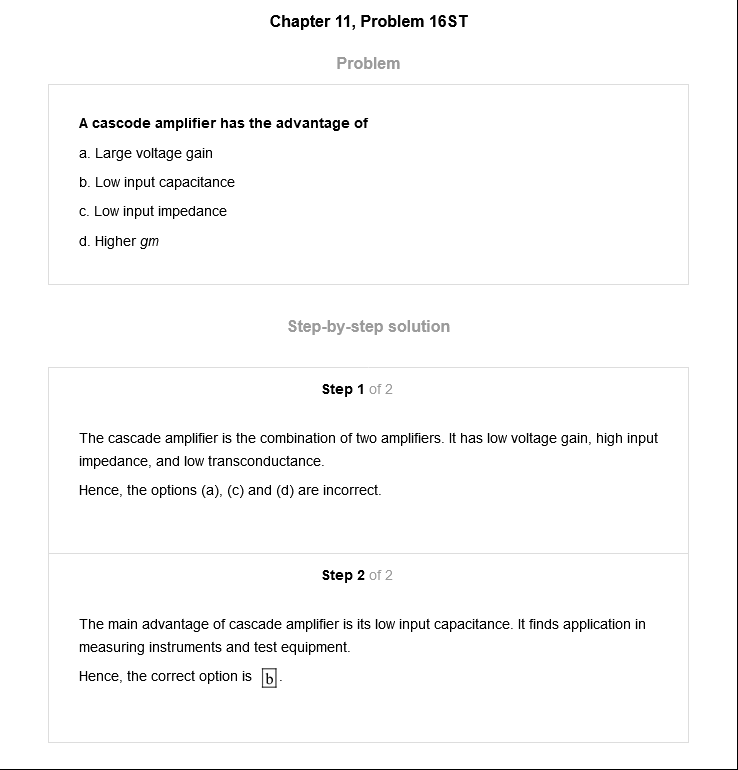 Chapter 11, Problem 16ST
Problem
A cascode amplifier has the advantage of
a. Large voltage gain
b. Low input capacitance
c. Low input impedance
d. Higher gm
Step-by-step solution
Step 1 of 2
The cascade amplifier is the combination of two amplifiers. It has low voltage gain, high input
impedance, and low transconductance.
Hence, the options (a), (c) and (d) are incorrect.
Step 2 of 2
The main advantage of cascade amplifier is its low input capacitance. It finds application in
measuring instruments and test equipment.
Hence, the correct option is b.